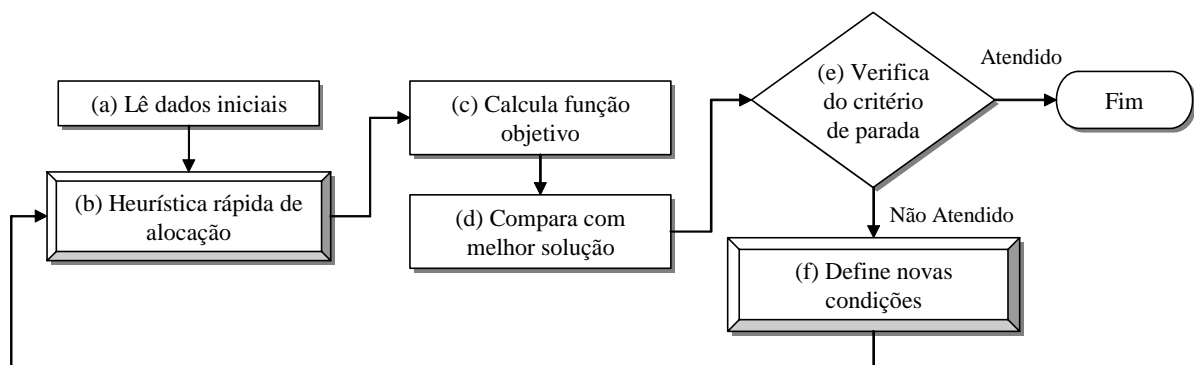 (a) Lê dados iniciais
(b) Heurística rápida de
alocação
(c) Calcula função
objetivo
(d) Compara com
melhor solução
(e) Verifica
do critério
de parada
Atendido
Fim
Não Atendido
(f) Define novas
condições